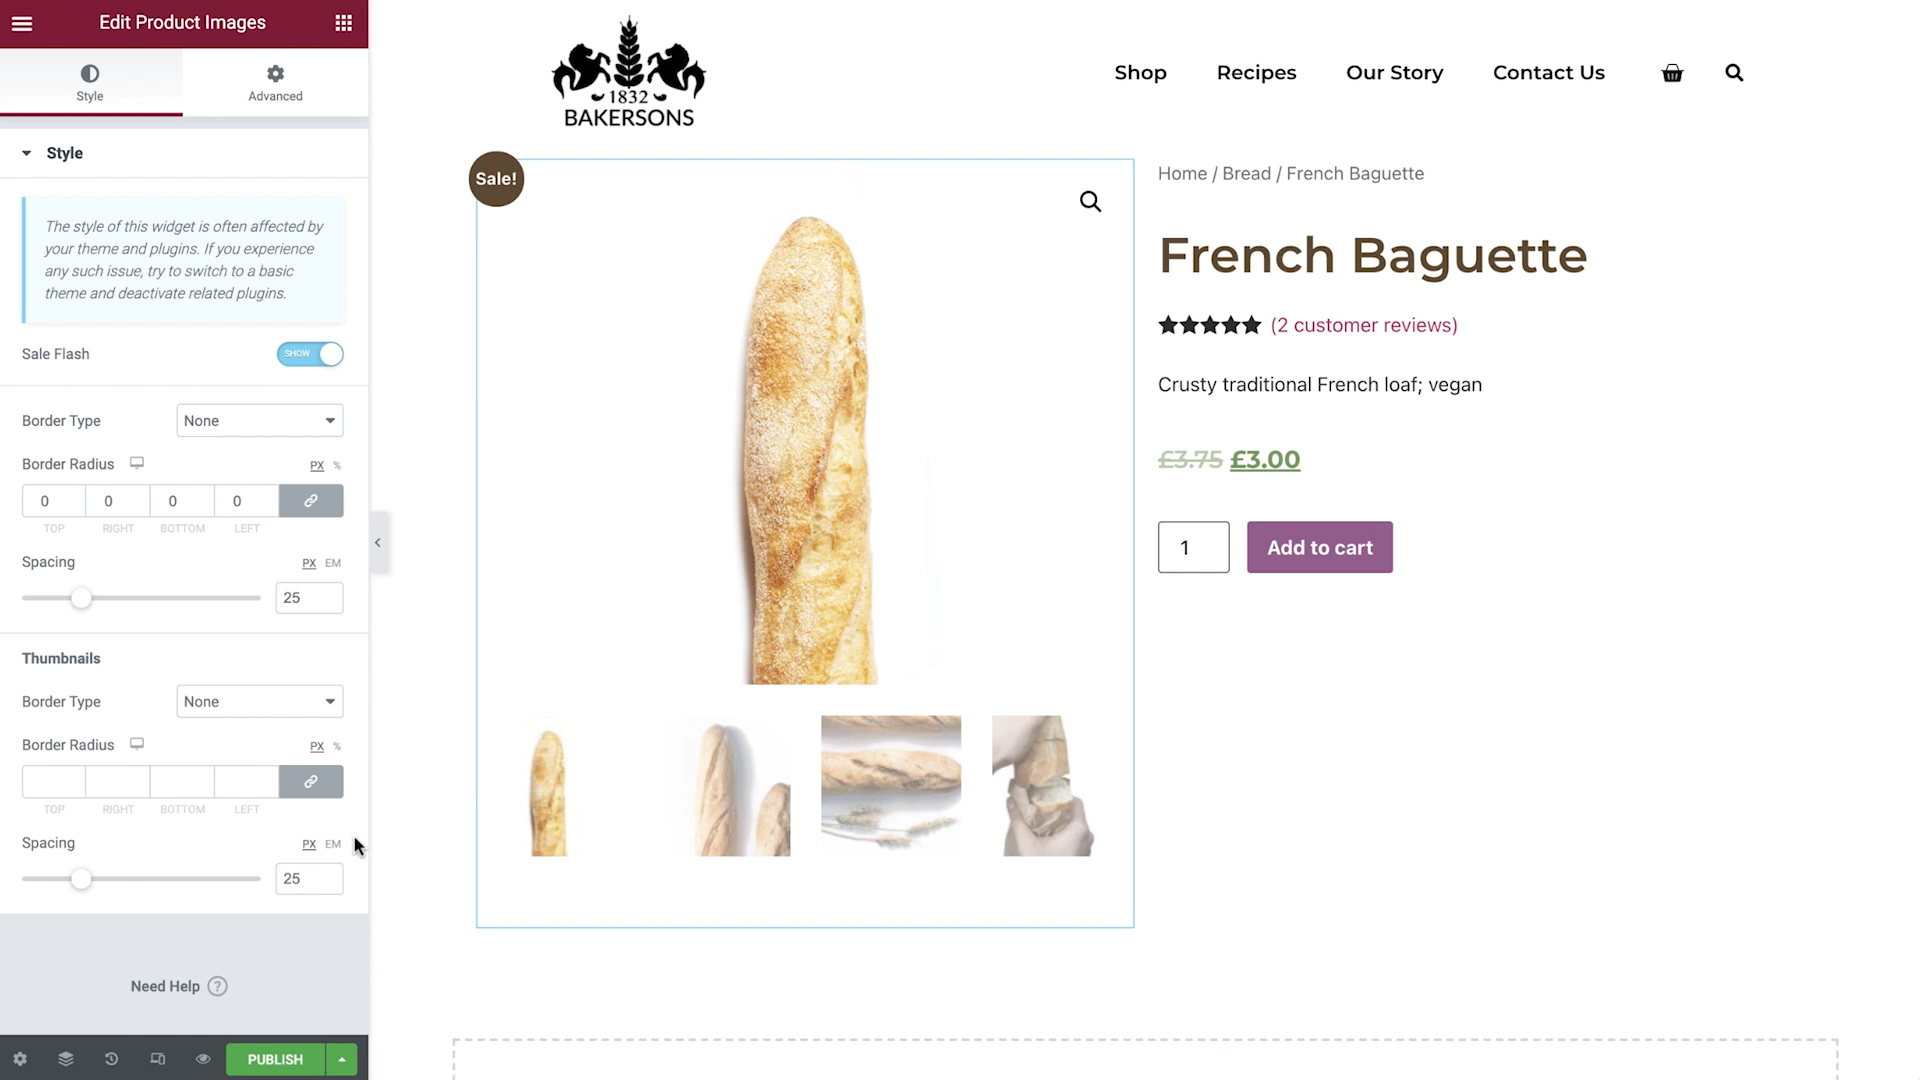 Edit Product Images
Style
Advanced
Style
The style of this widget is often affected by
your theme and plugins. If you experience
any such issue, try to switch to a basic
theme and deactivate related plugins.
Sale Flash
SHOW
Border Type
None
Border Radius
PX %
0 0 0 0
TOP RIGHT BOTTOM LEFT
Spacing
PX EM
25
Thumbnails
Border Type
None
Border Radius
PX %
TOP RIGHT BOTTOM LEFT
Spacing
PX EM
25
Need Help ?
PUBLISH
1832
BAKERSONS
Shop Recipes Our Story Contact Us
Sale!
Home / Bread / French Baguette
French Baguette
(2 customer reviews)
Crusty traditional French loaf; vegan
£3.75 £3.00
1
Add to cart